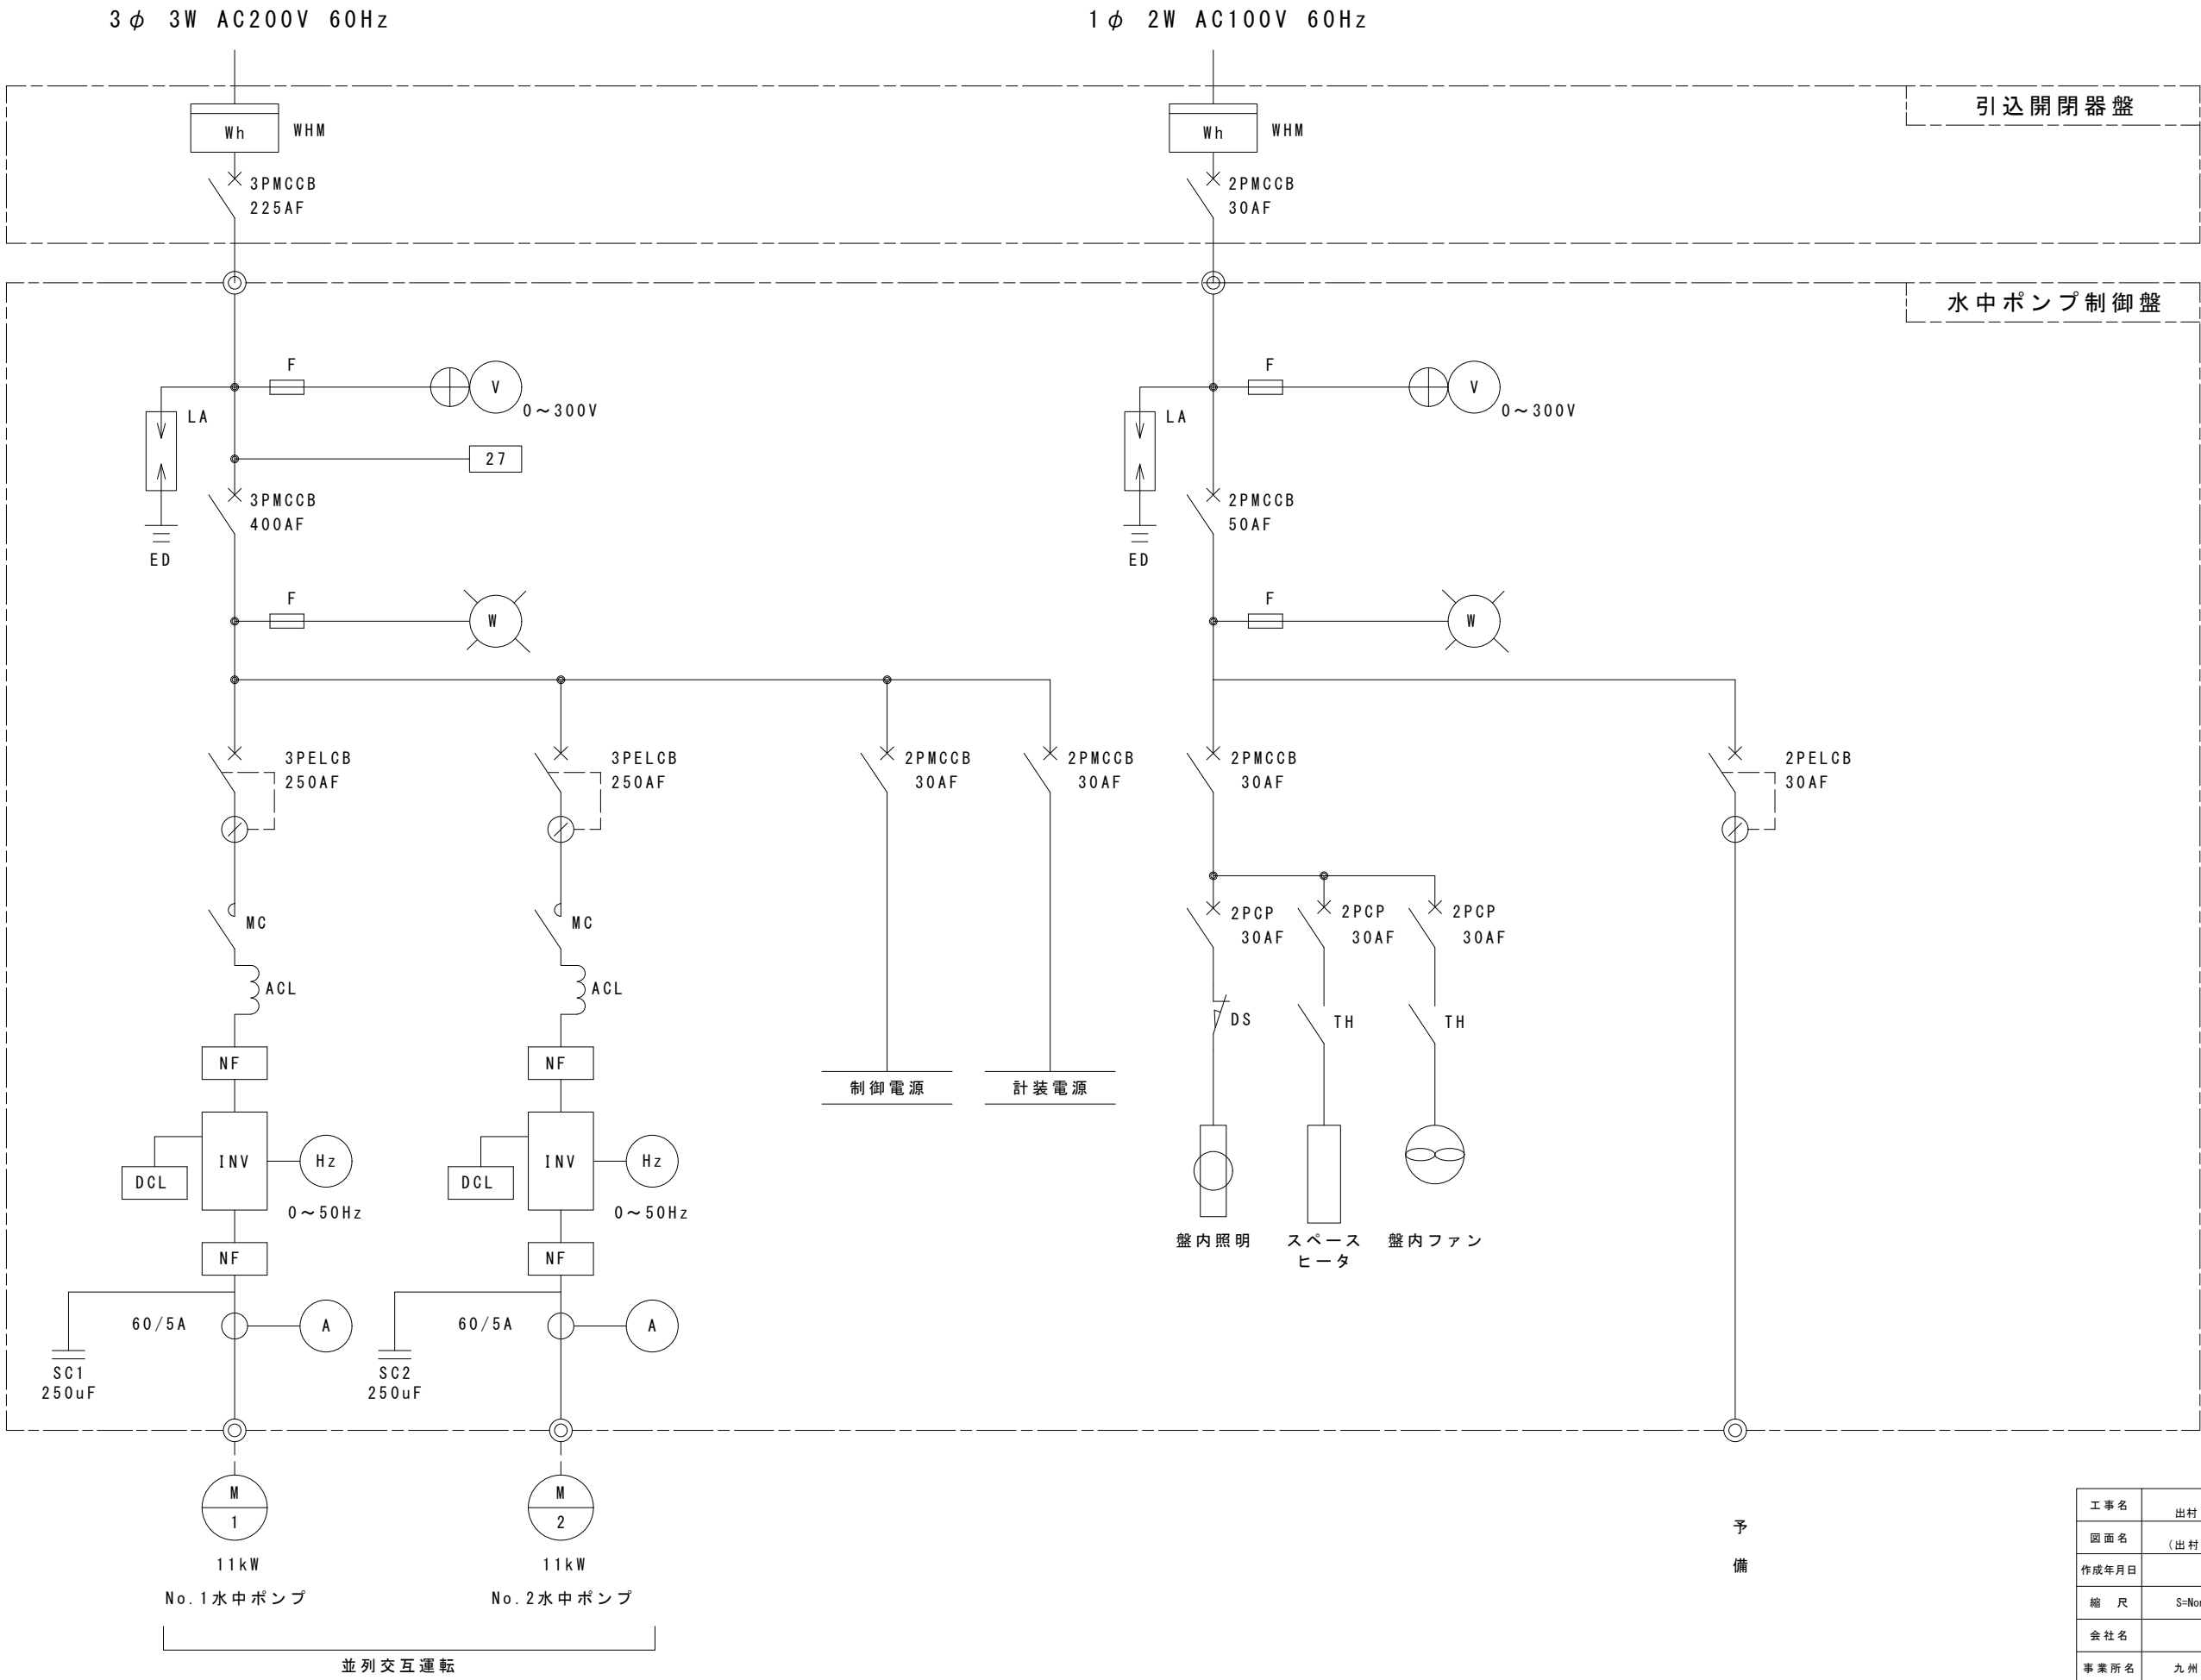 3φ 3W AC200V 60Hz
1φ 2W AC100V 60Hz
引込開閉器盤
Wh WHM
Wh WHM
3PMCCB
225AF
2PMCCB
30AF
水中ポンプ制御盤
F
V
0～300V
LA
27
3PMCCB
400AF
ED
F
W
F
V
0～300V
LA
2PMCCB
50AF
ED
F
W
3PELCB
250AF
3PELCB
250AF
2PMCCB
30AF
2PMCCB
30AF
2PMCCB
30AF
2PELCB
30AF
MC
MC
2PCP
30AF
2PCP
30AF
2PCP
30AF
ACL
ACL
DS
TH
TH
NF
NF
制御電源
計装電源
INV
Hz
DCL
0～50Hz
INV
Hz
DCL
0～50Hz
NF
NF
盤内照明
スペース
ヒータ
盤内ファン
60/5A
A
60/5A
A
SC1
250uF
SC2
250uF
M
1
M
2
11kW
11kW
No.1水中ポンプ
No.2水中ポンプ
並列交互運転
予
備
工事名 出村
図面名 (出村
作成年月日
縮 尺 S=Non
会社名
事業所名 九州